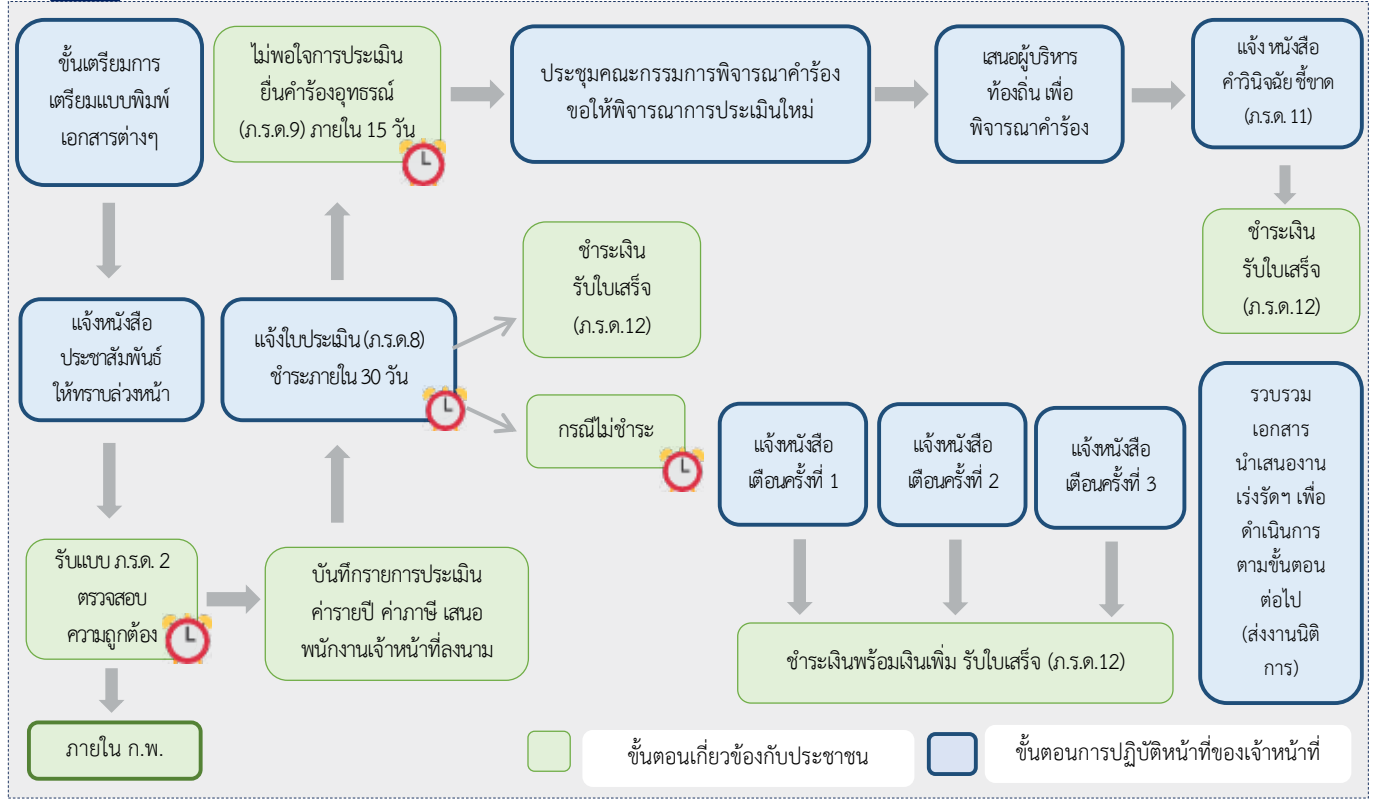 ขั้นเตรียมการ
เตรียมแบบพิมพ์
เอกสารต่างๆ
ไม่พอใจการประเมิน
ยื่นคำร้องอุทธรณ์
(ภ.ร.ด.9) ภายใน 15 วัน
ประชุมคณะกรรมการพิจารณาคำร้อง
ขอให้พิจารณาการประเมินใหม่
เสนอผู้บริหาร
ท้องถิ่น เพื่อ
พิจารณาคำร้อง
แจ้ง หนังสือ
คำวินิจฉัย ชี้ขาด
(ภ.ร.ด. 11)
ชำระเงิน
รับใบเสร็จ
(ภ.ร.ด.12)
แจ้งหนังสือ
ประชาสัมพันธ์
ให้ทราบล่วงหน้า
แจ้งใบประเมิน (ภ.ร.ด.8)
ชำระภายใน 30 วัน
ชำระเงิน
รับใบเสร็จ
(ภ.ร.ด.12)
กรณีไม่ชำระ
แจ้งหนังสือ
เตือนครั้งที่ 1
แจ้งหนังสือ
เตือนครั้งที่ 2
แจ้งหนังสือ
เตือนครั้งที่ 3
รวบรวม
เอกสาร
นำเสนองาน
เร่งรัดฯ เพื่อ
ดำเนินการ
ตามขั้นตอน
ต่อไป
(ส่งงานนิติ
การ)
รับแบบ ภ.ร.ด. 2
ตรวจสอบ
ความถูกต้อง
บันทึกรายการประเมิน
ค่ารายปี ค่าภาษี เสนอ
พนักงานเจ้าหน้าที่ลงนาม
ชำระเงินพร้อมเงินเพิ่ม รับใบเสร็จ (ภ.ร.ด.12)
ภายใน ก.พ.
ขั้นตอนเกี่ยวข้องกับประชาชน
ขั้นตอนการปฏิบัติหน้าที่ของเจ้าหน้าที่